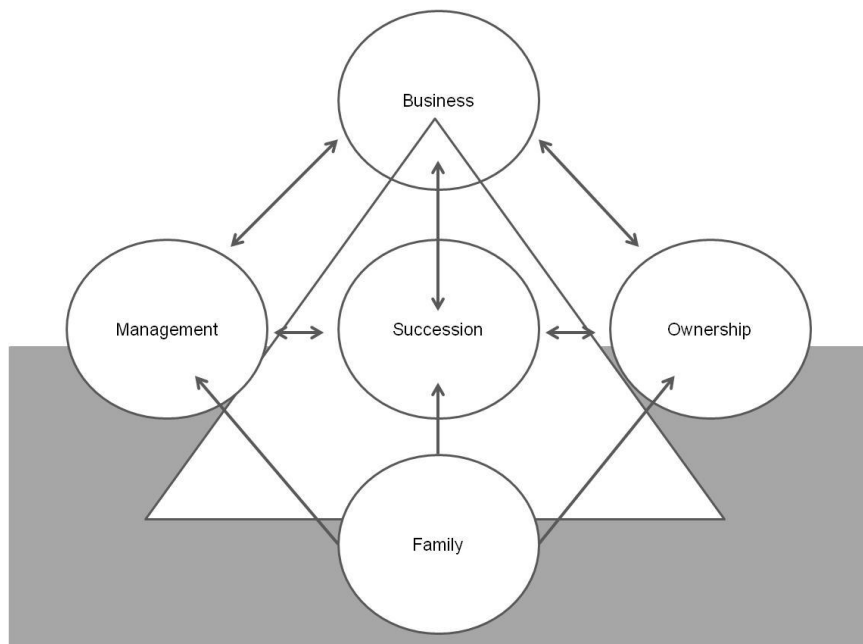 Business
Management
Succession
Ownership
Family